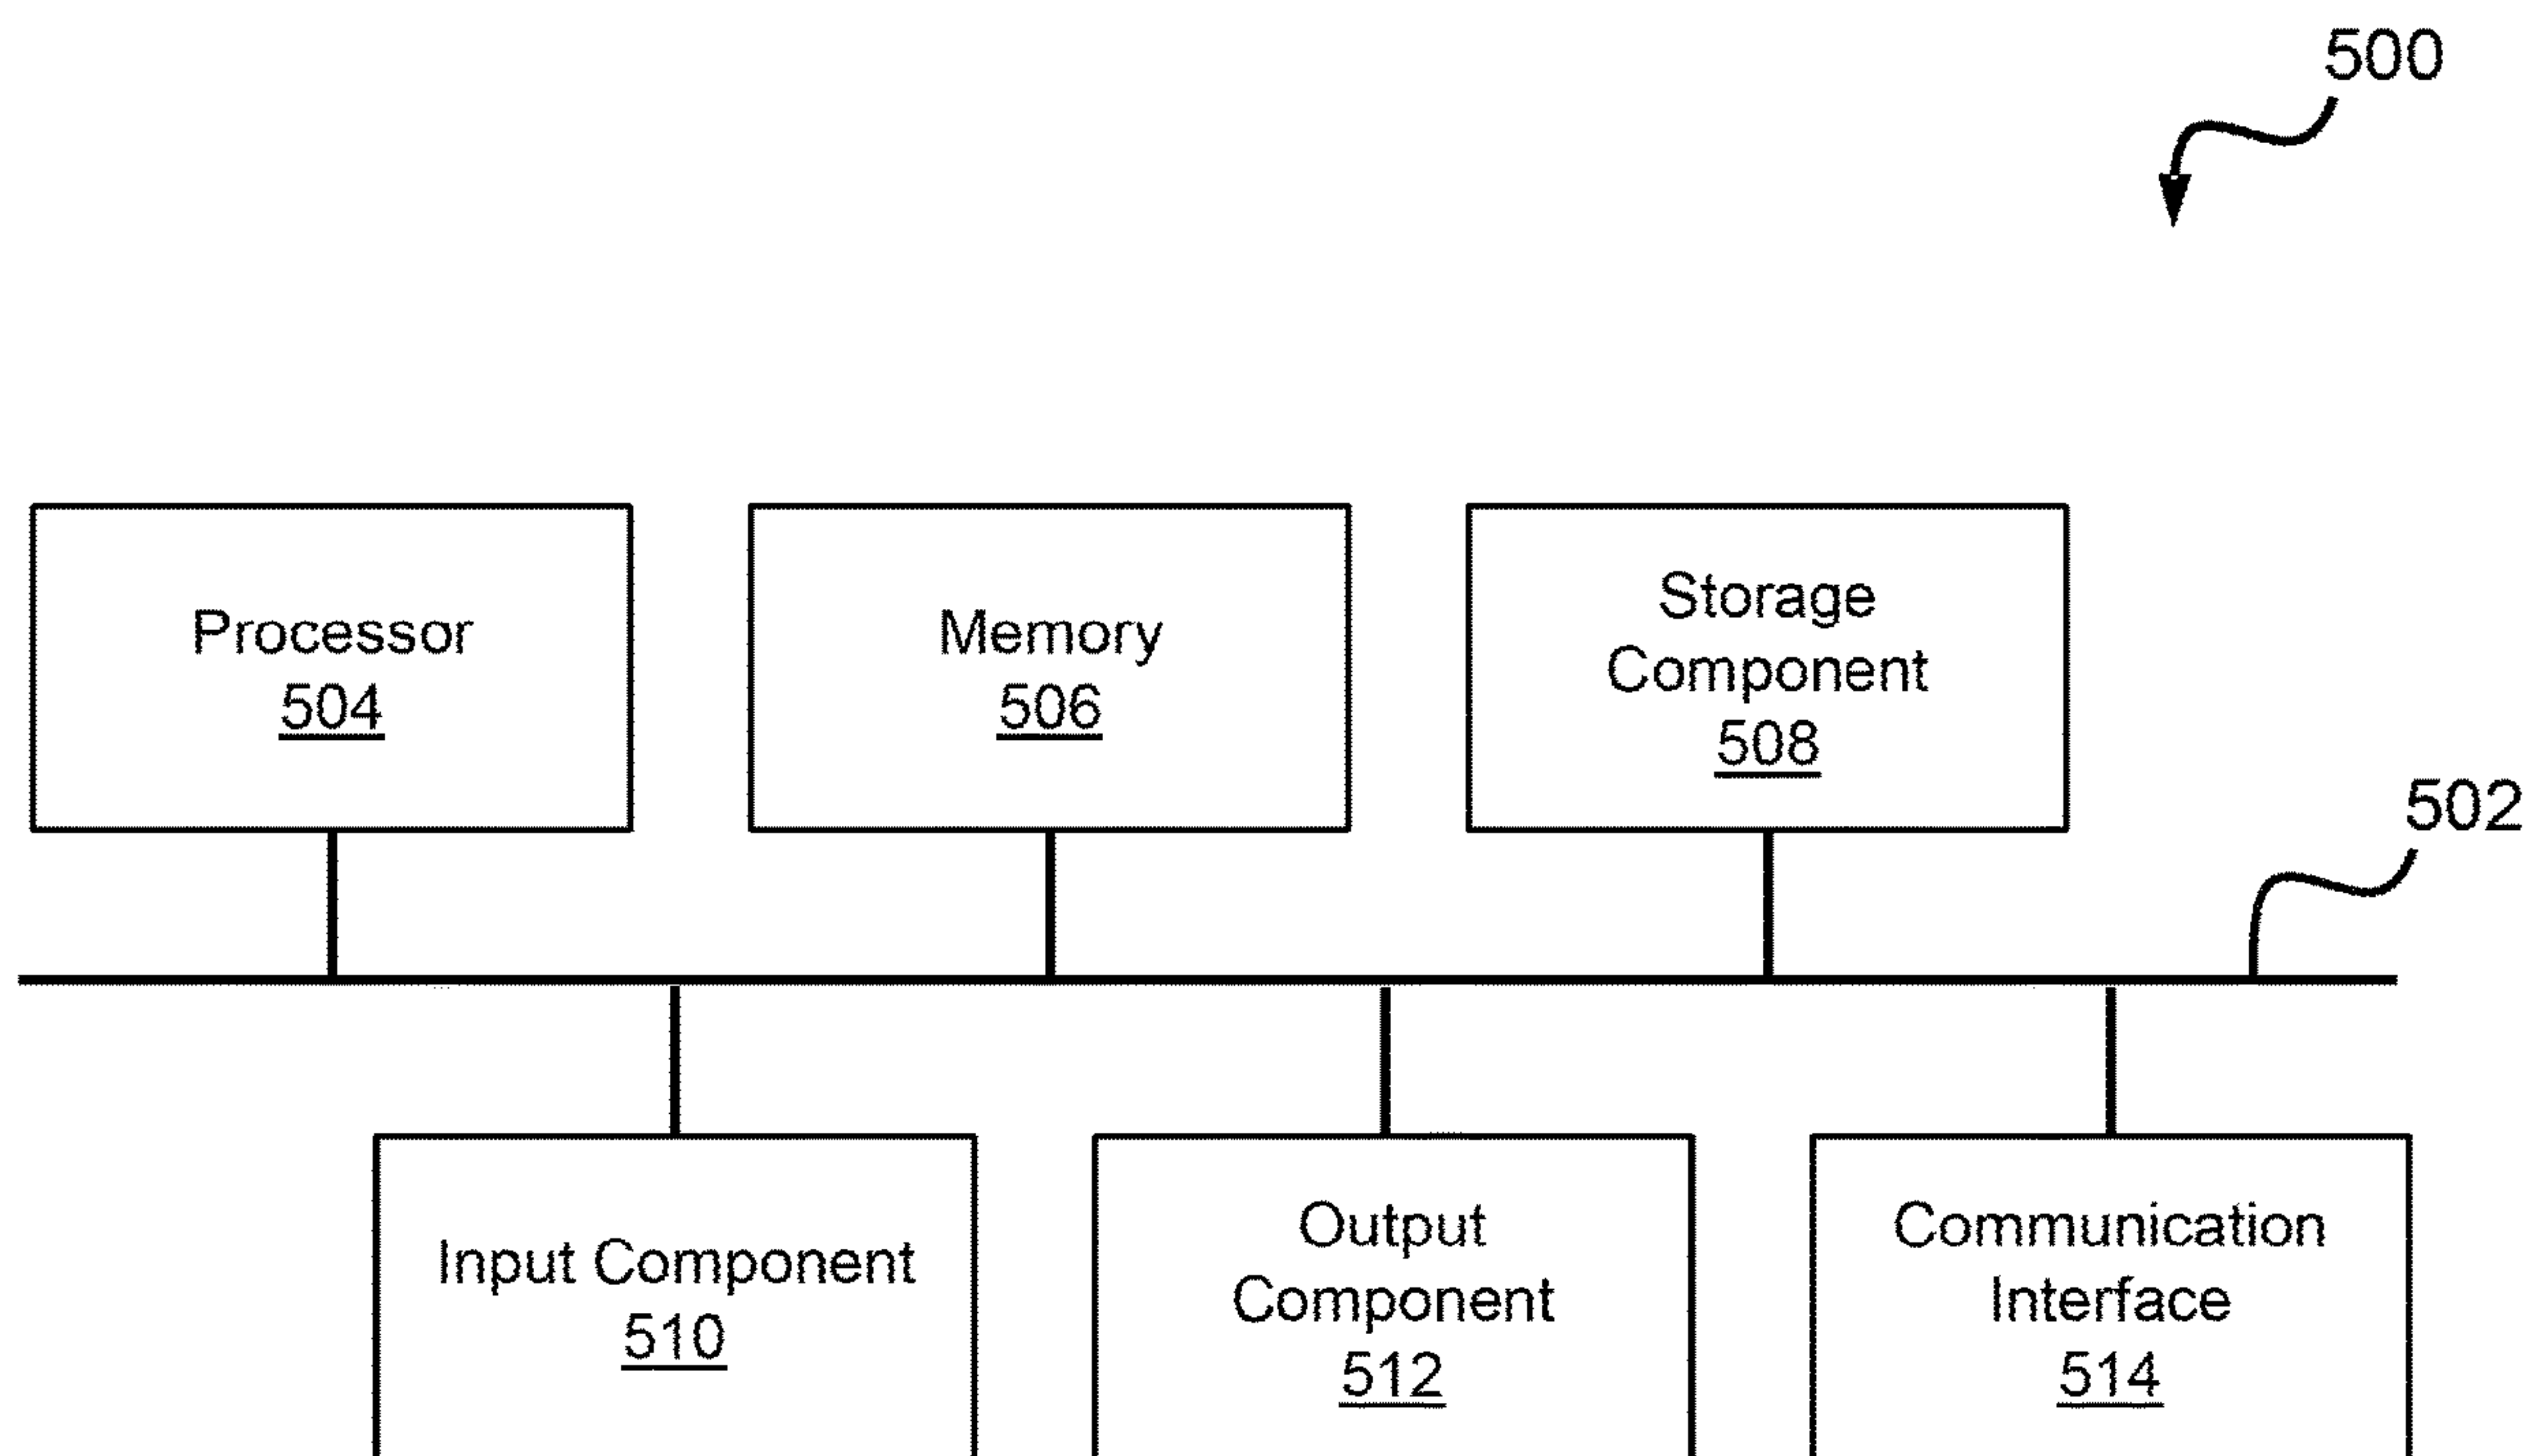 500
Processor
504
Memory
506
Storage
Component
508
502
Input Component
510
Output
Component
512
Communication
Interface
514